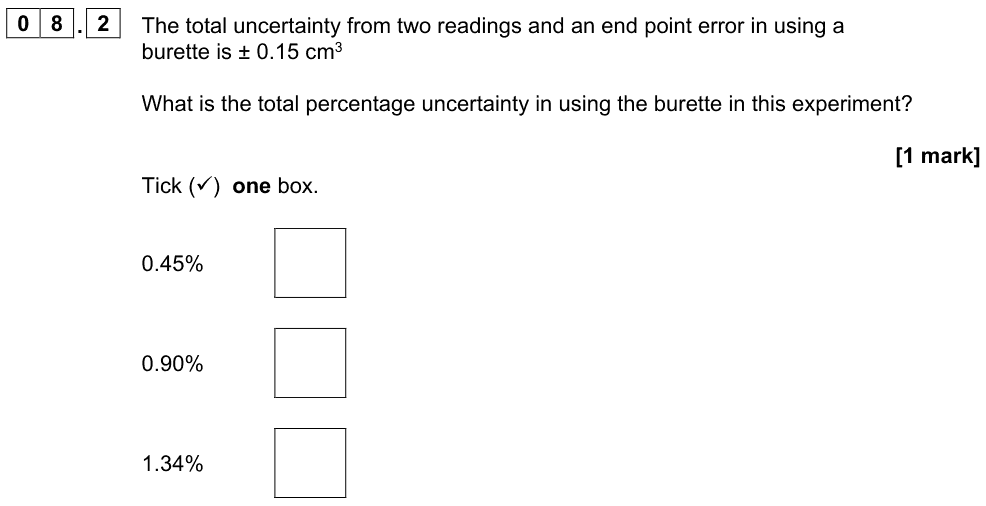 08.2 The total uncertainty from two readings and an end point error in using a
burette is ± 0.15 cm³
What is the total percentage uncertainty in using the burette in this experiment?
[1 mark]
Tick (✓) one box.
0.45%
0.90%
1.34%